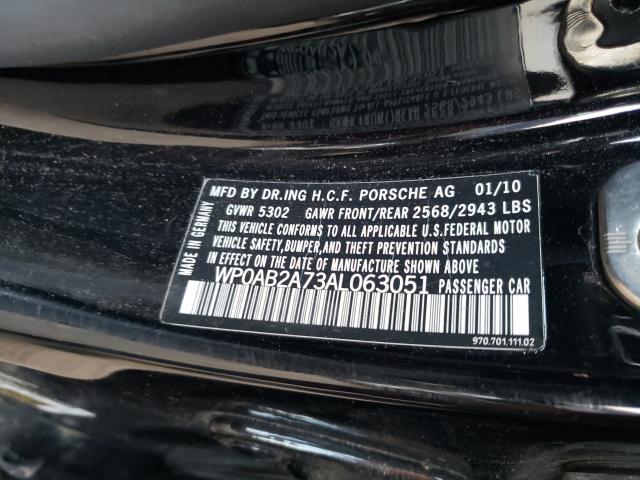 MFD BY DR.ING H.C.F. PORSCHE AG 01/10
GVWR 5302 GAWR FRONT/REAR 2568/2943 LBS
THIS VEHICLE CONFORMS TO ALL APPLICABLE U.S.FEDERAL MOTOR
VEHICLE SAFETY,BUMPER,AND THEFT PREVENTION STANDARDS
IN EFFECT ON THE DATE OF MANUFACTURE SHOWN ABOVE
WP0AB2A73AL063051 PASSENGER CAR
970.701.111.02
MADE IN GERMANY